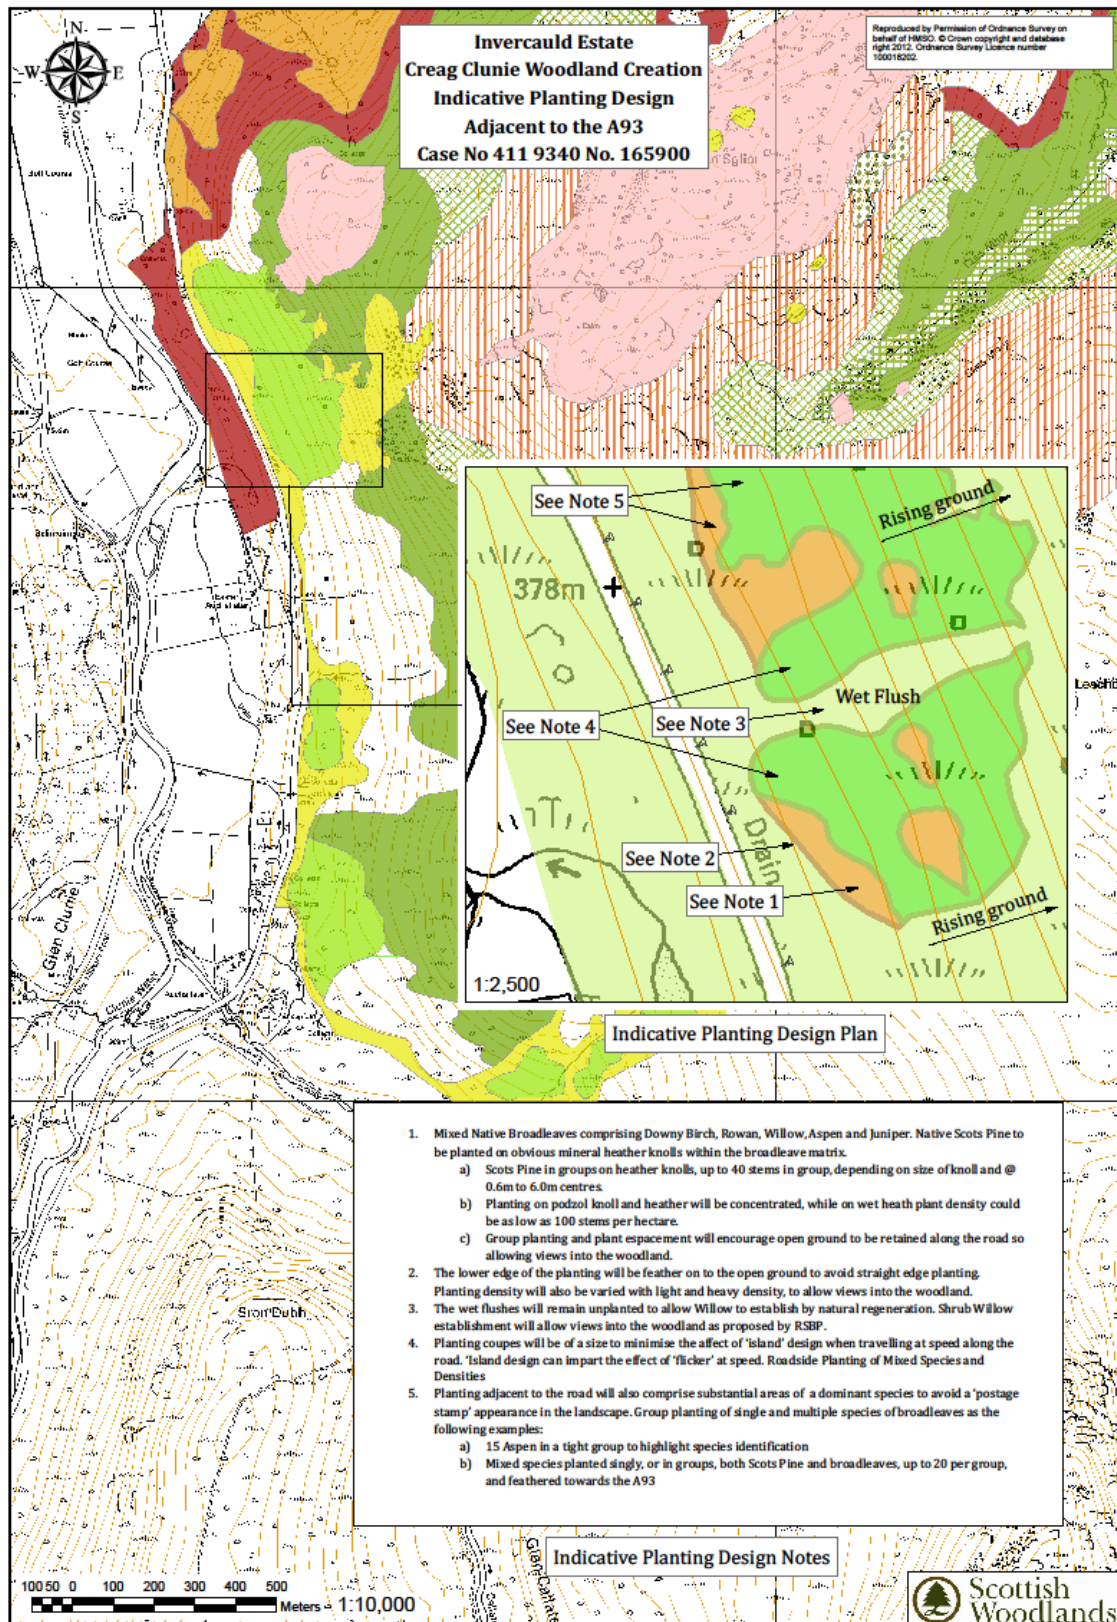 N
W E
S
Invercauld Estate
Creag Clunie Woodland Creation
Indicative Planting Design
Adjacent to the A93
Case No 411 9340 No. 165900
Reproduced by Permission of Ordnance Survey on
behalf of HMSO. © Crown copyright and database
right 2012. Ordnance Survey Licence number
100018202.
Golf Course
Golf Course
See Note 5
Rising ground
378m
Wet Flush
See Note 4
See Note 3
Drain
See Note 2
See Note 1
Rising ground
1:2,500
Glen Clunie
Clunie Water
Indicative Planting Design Plan
1. Mixed Native Broadleaves comprising Downy Birch, Rowan, Willow, Aspen and Juniper. Native Scots Pine to
be planted on obvious mineral heather knolls within the broadleave matrix.
a) Scots Pine in groups on heather knolls, up to 40 stems in group, depending on size of knoll and @
0.6m to 6.0m centres.
b) Planting on podzol knoll and heather will be concentrated, while on wet heath plant density could
be as low as 100 stems per hectare.
c) Group planting and plant espacement will encourage open ground to be retained along the road so
allowing views into the woodland.
2. The lower edge of the planting will be feather on to the open ground to avoid straight edge planting.
Planting density will also be varied with light and heavy density, to allow views into the woodland.
3. The wet flushes will remain unplanted to allow Willow to establish by natural regeneration. Shrub Willow
establishment will allow views into the woodland as proposed by RSBP.
4. Planting coupes will be of a size to minimise the affect of 'island' design when travelling at speed along the
road. 'Island design can impart the effect of 'flicker' at speed. Roadside Planting of Mixed Species and
Densities
5. Planting adjacent to the road will also comprise substantial areas of a dominant species to avoid a 'postage
stamp' appearance in the landscape. Group planting of single and multiple species of broadleaves as the
following examples:
a) 15 Aspen in a tight group to highlight species identification
b) Mixed species planted singly, or in groups, both Scots Pine and broadleaves, up to 20 per group,
and feathered towards the A93
Sron Dubh
Indicative Planting Design Notes
100 50 0 100 200 300 400 500
Meters - 1:10,000
Scottish
Woodlands